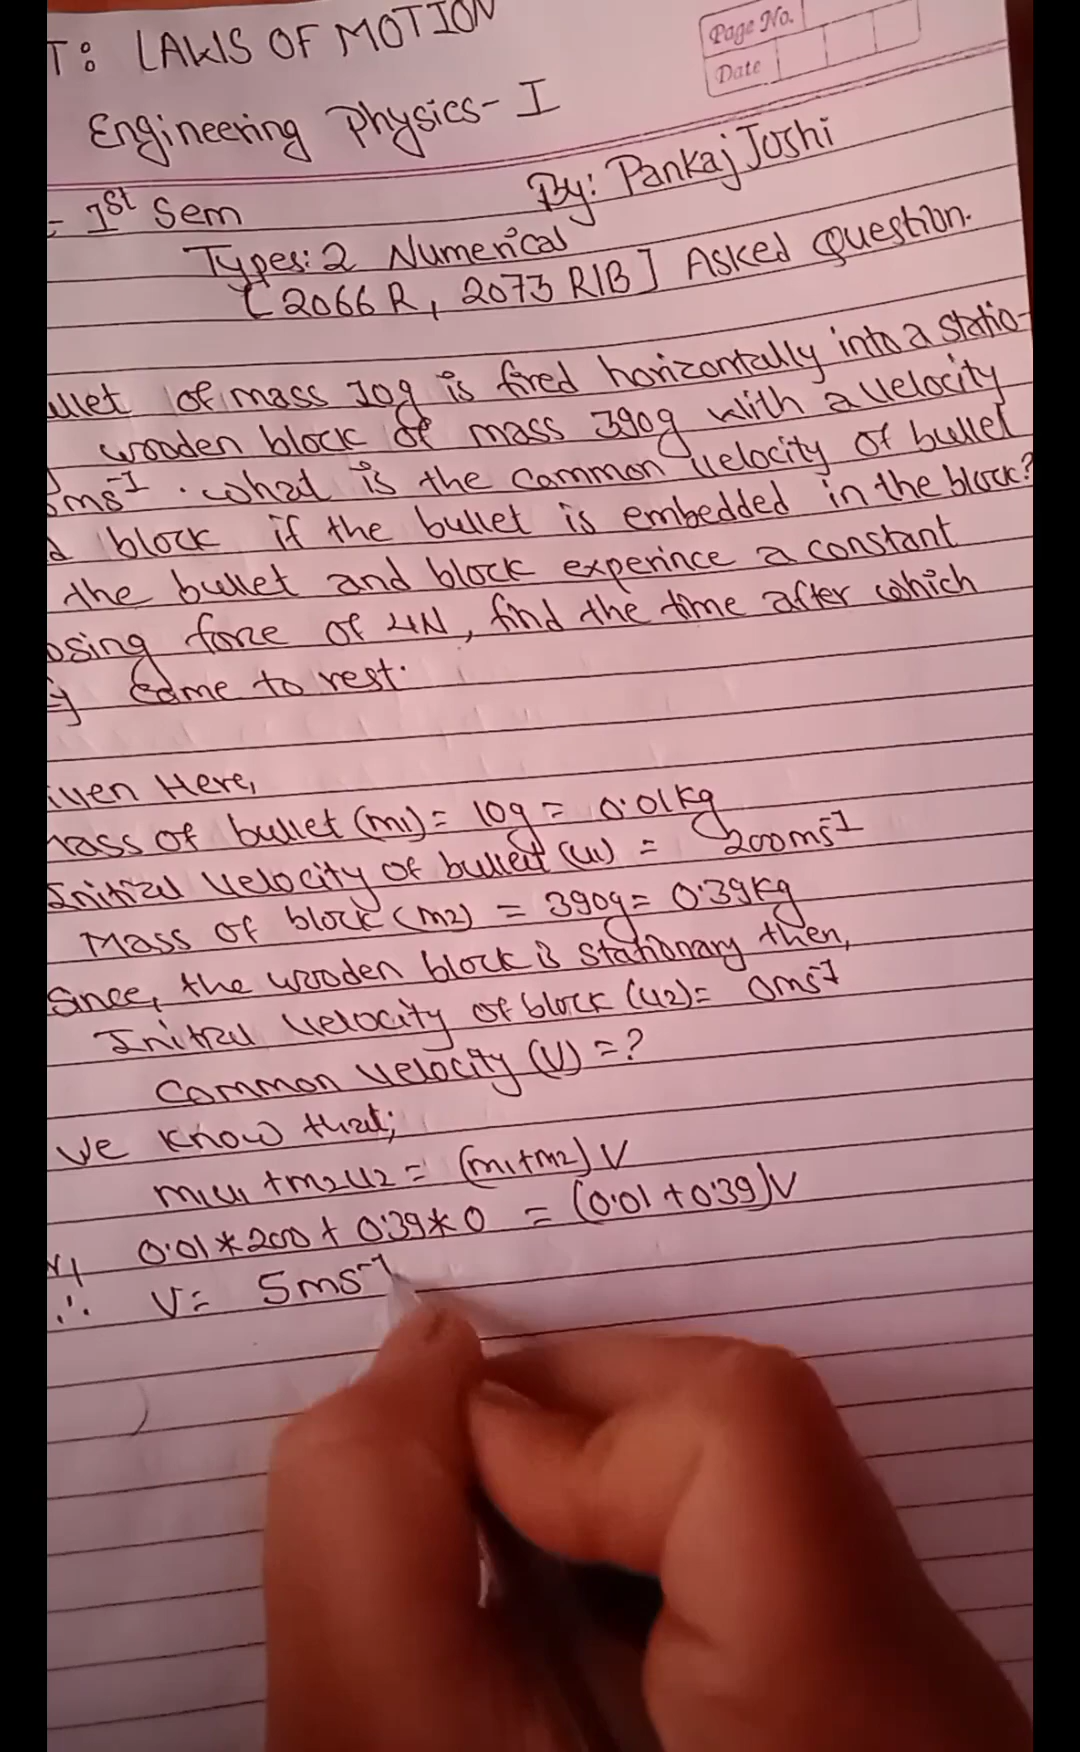 T: LAWS OF MOTION
Page No.
Date
Engineering Physics-I
- 1st Sem
By: Pankaj Joshi
Types: 2 Numerical
[2066 R, 2073 R/B] Asked Question.
ullet of mass 10g is fired horizontally into a statio-
wooden block of mass 390g with a velocity
ms⁻¹. what is the common velocity of bullet
d block if the bullet is embedded in the block?
the bullet and block experince a constant
osing force of 4N, find the time after which
ey come to rest.
iven Here,
mass of bullet (m1) = 10g = 0.01kg
Initial velocity of bullet (u1) = 200ms⁻¹
Mass of block (m2) = 390g = 0.39kg
Since, the wooden block is stationary then,
Initial velocity of block (u2) = 0ms⁻¹
Common velocity (v) = ?
We know that;
m1u1 + m2u2 = (m1+m2)V
0.01*200 + 0.39*0 = (0.01+0.39)V
∴ V = 5ms⁻¹